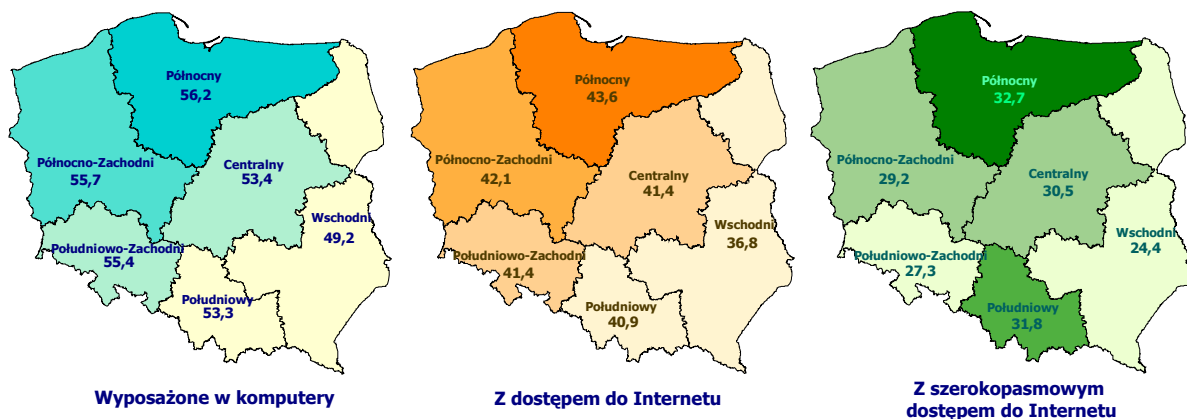 Północny
56,2
Północno-Zachodni
55,7
Centralny
53,4
Wschodni
49,2
Południowo-Zachodni
55,4
Południowy
53,3
Wyposażone w komputery
Północny
43,6
Północno-Zachodni
42,1
Centralny
41,4
Wschodni
36,8
Południowo-Zachodni
41,4
Południowy
40,9
Z dostępem do Internetu
Północny
32,7
Północno-Zachodni
29,2
Centralny
30,5
Wschodni
24,4
Południowo-Zachodni
27,3
Południowy
31,8
Z szerokopasmowym
dostępem do Internetu